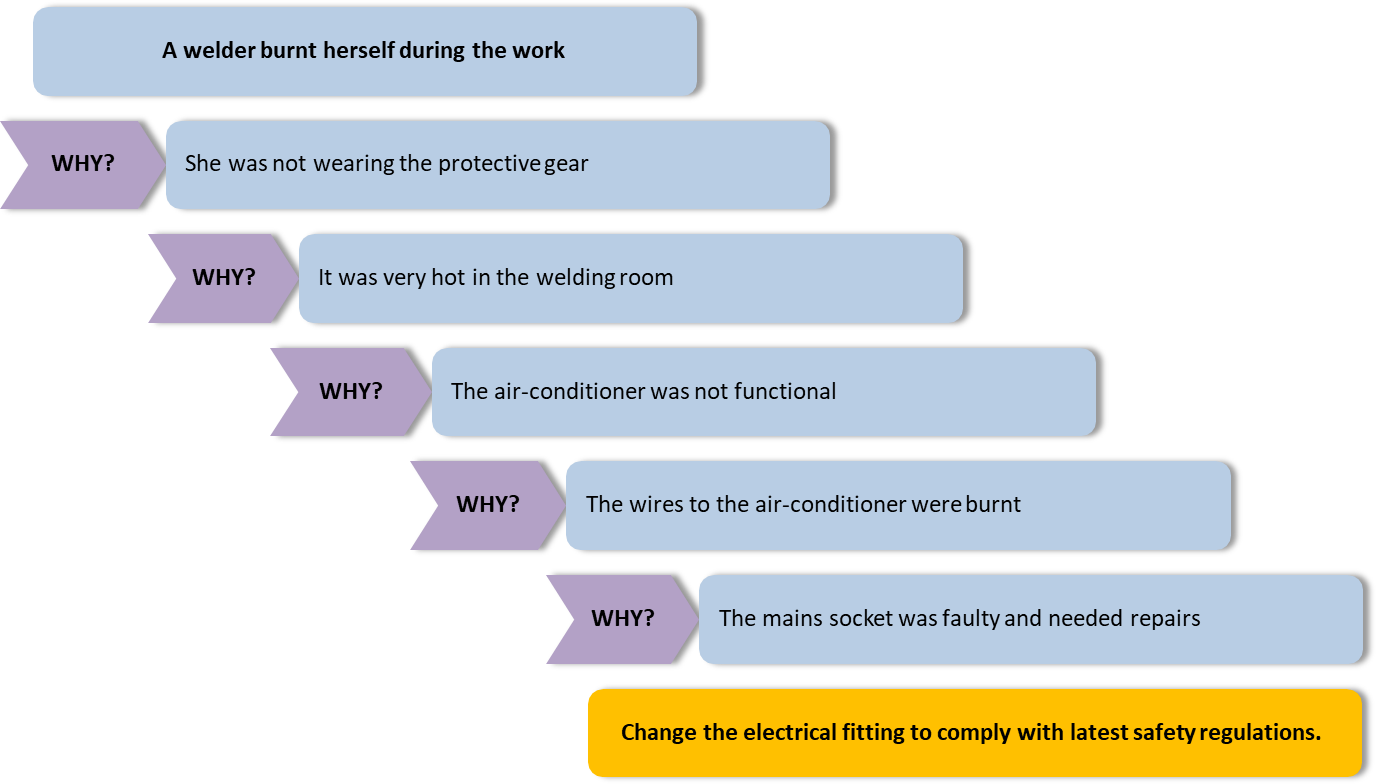 A welder burnt herself during the work
WHY?
She was not wearing the protective gear
WHY?
It was very hot in the welding room
WHY?
The air-conditioner was not functional
WHY?
The wires to the air-conditioner were burnt
WHY?
The mains socket was faulty and needed repairs
Change the electrical fitting to comply with latest safety regulations.